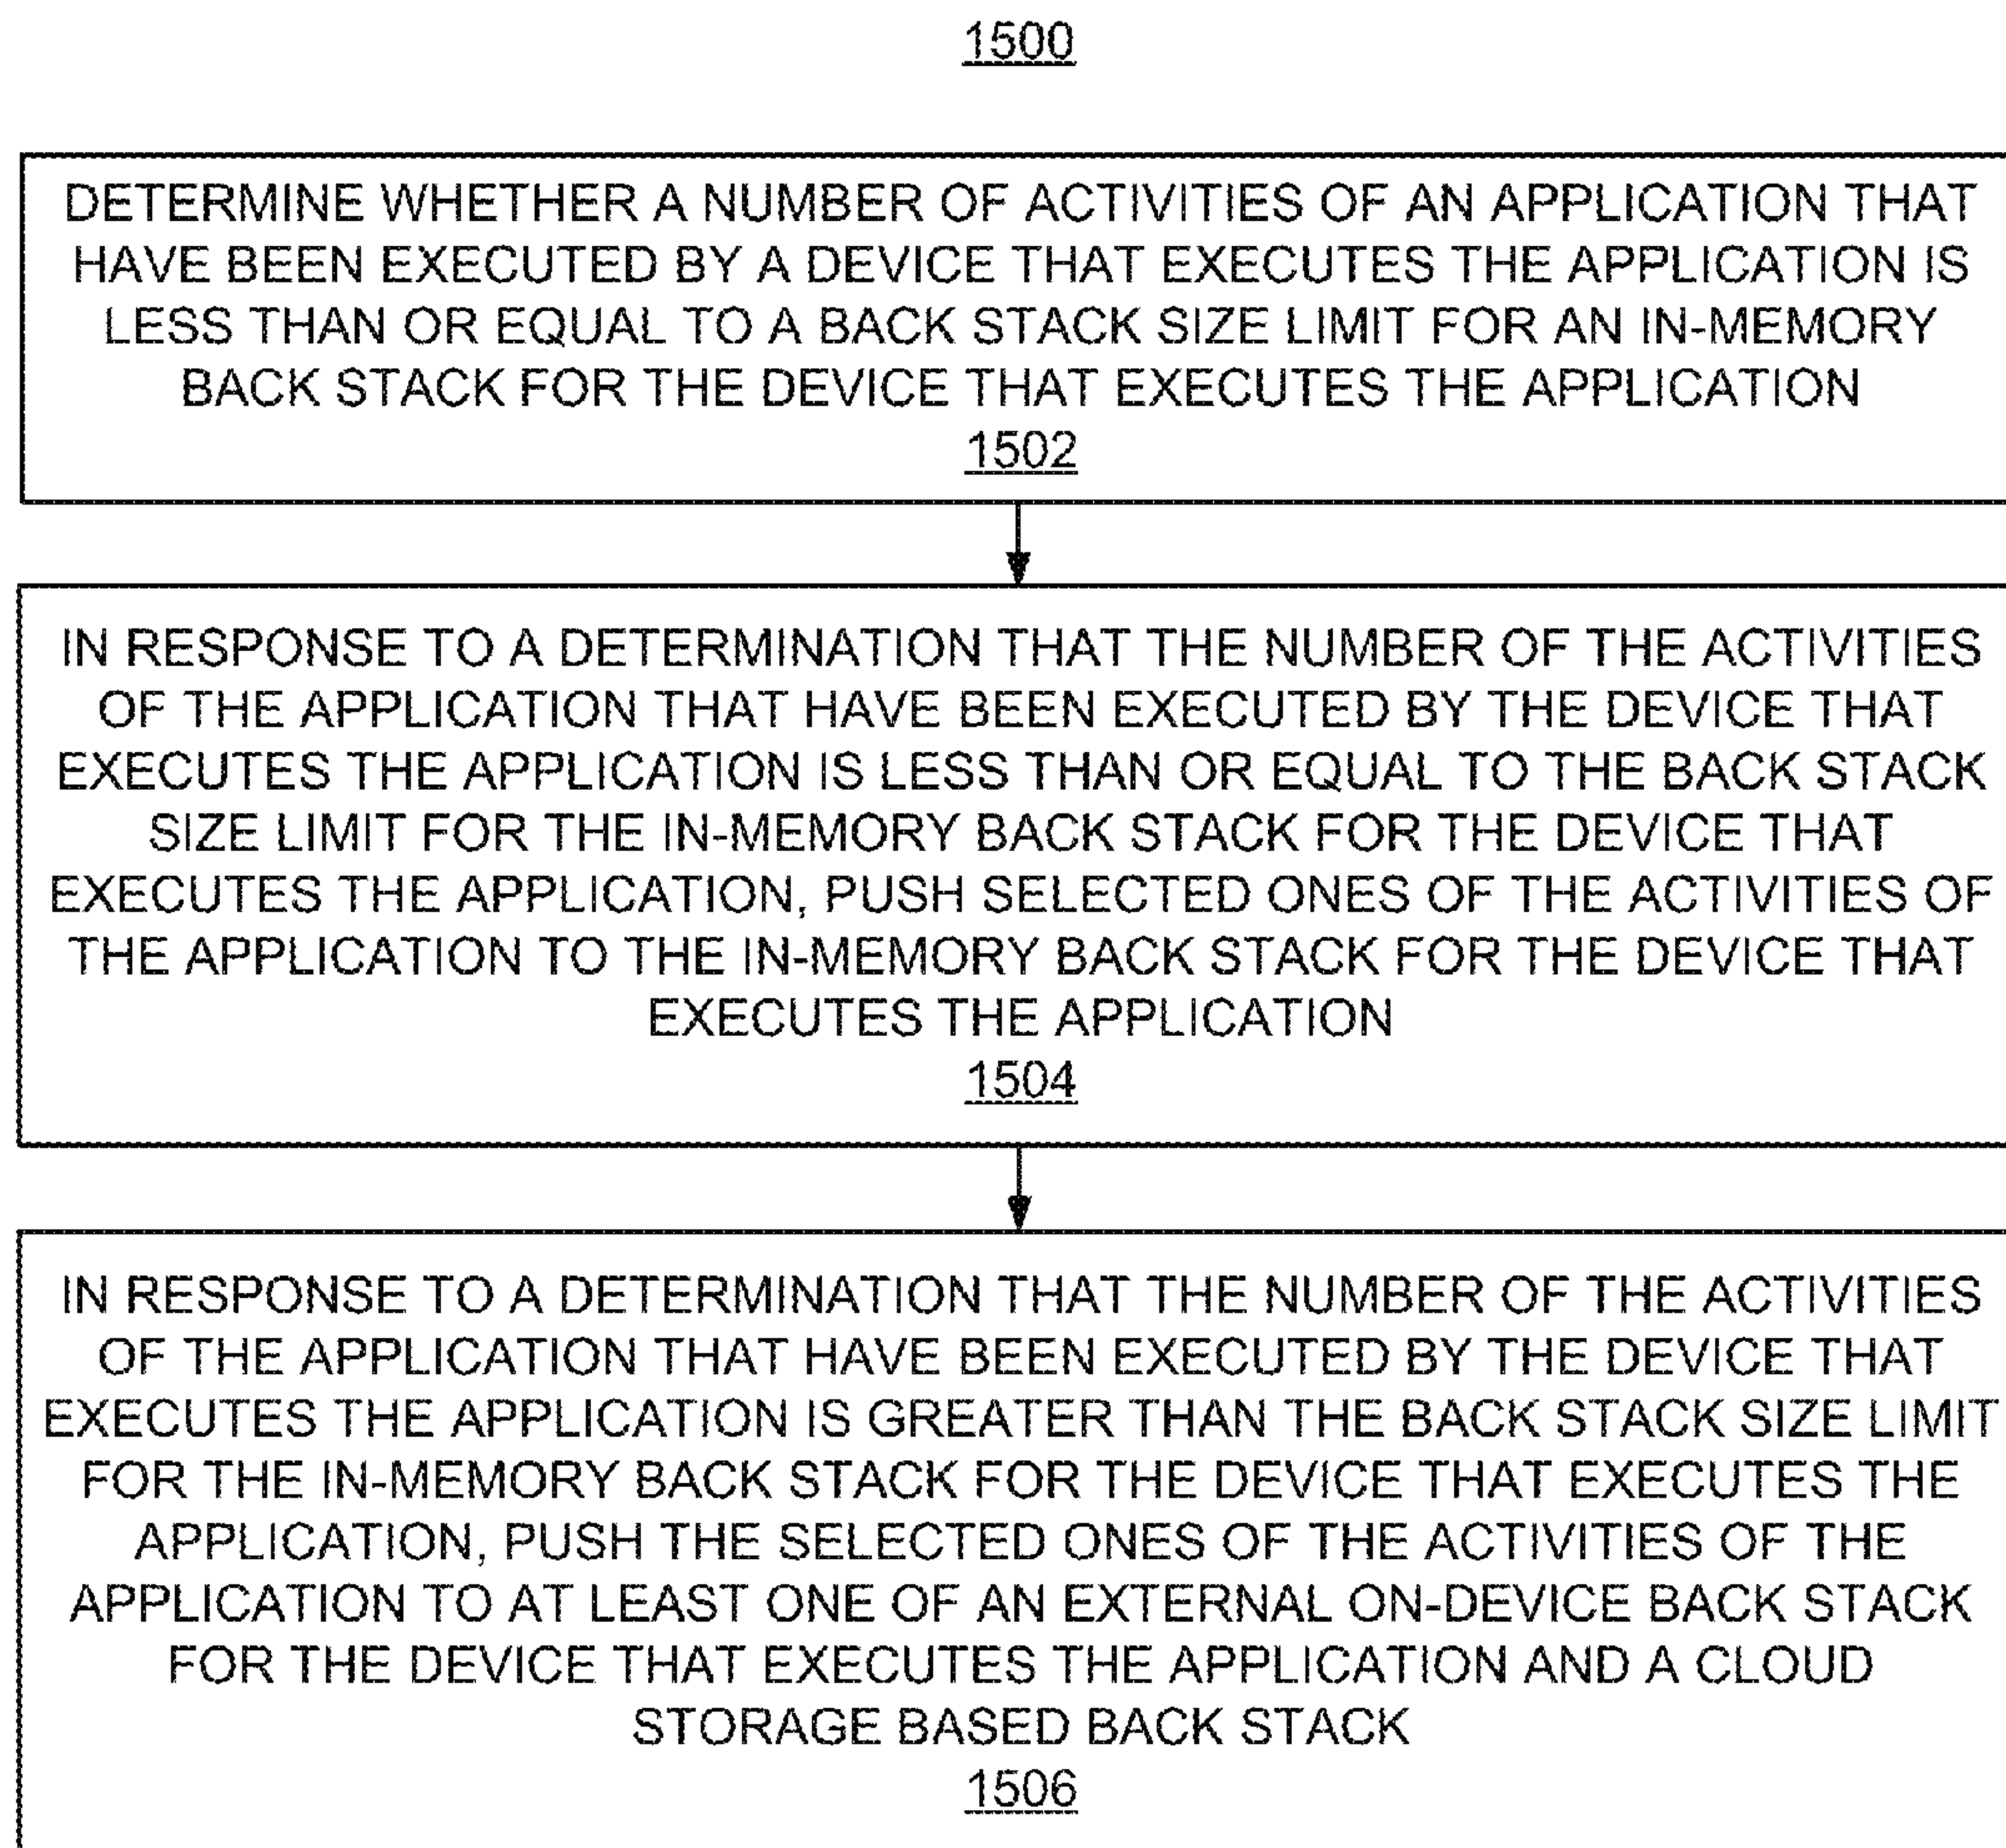 1500
DETERMINE WHETHER A NUMBER OF ACTIVITIES OF AN APPLICATION THAT
HAVE BEEN EXECUTED BY A DEVICE THAT EXECUTES THE APPLICATION IS
LESS THAN OR EQUAL TO A BACK STACK SIZE LIMIT FOR AN IN-MEMORY
BACK STACK FOR THE DEVICE THAT EXECUTES THE APPLICATION
1502
IN RESPONSE TO A DETERMINATION THAT THE NUMBER OF THE ACTIVITIES
OF THE APPLICATION THAT HAVE BEEN EXECUTED BY THE DEVICE THAT
EXECUTES THE APPLICATION IS LESS THAN OR EQUAL TO THE BACK STACK
SIZE LIMIT FOR THE IN-MEMORY BACK STACK FOR THE DEVICE THAT
EXECUTES THE APPLICATION, PUSH SELECTED ONES OF THE ACTIVITIES OF
THE APPLICATION TO THE IN-MEMORY BACK STACK FOR THE DEVICE THAT
EXECUTES THE APPLICATION
1504
IN RESPONSE TO A DETERMINATION THAT THE NUMBER OF THE ACTIVITIES
OF THE APPLICATION THAT HAVE BEEN EXECUTED BY THE DEVICE THAT
EXECUTES THE APPLICATION IS GREATER THAN THE BACK STACK SIZE LIMIT
FOR THE IN-MEMORY BACK STACK FOR THE DEVICE THAT EXECUTES THE
APPLICATION, PUSH THE SELECTED ONES OF THE ACTIVITIES OF THE
APPLICATION TO AT LEAST ONE OF AN EXTERNAL ON-DEVICE BACK STACK
FOR THE DEVICE THAT EXECUTES THE APPLICATION AND A CLOUD
STORAGE BASED BACK STACK
1506